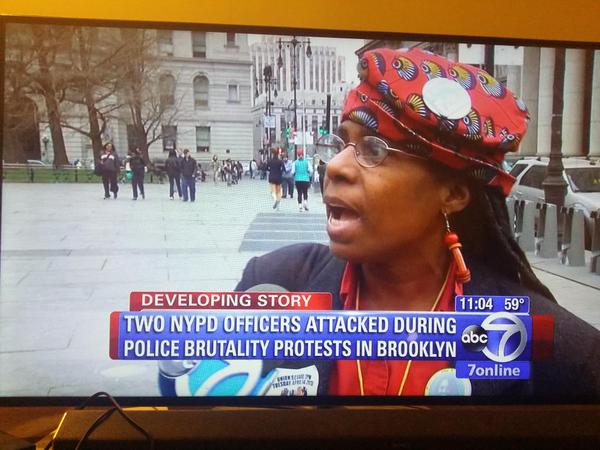 DEVELOPING STORY
11:04 59°
TWO NYPD OFFICERS ATTACKED DURING
POLICE BRUTALITY PROTESTS IN BROOKLYN
abc 7
7online